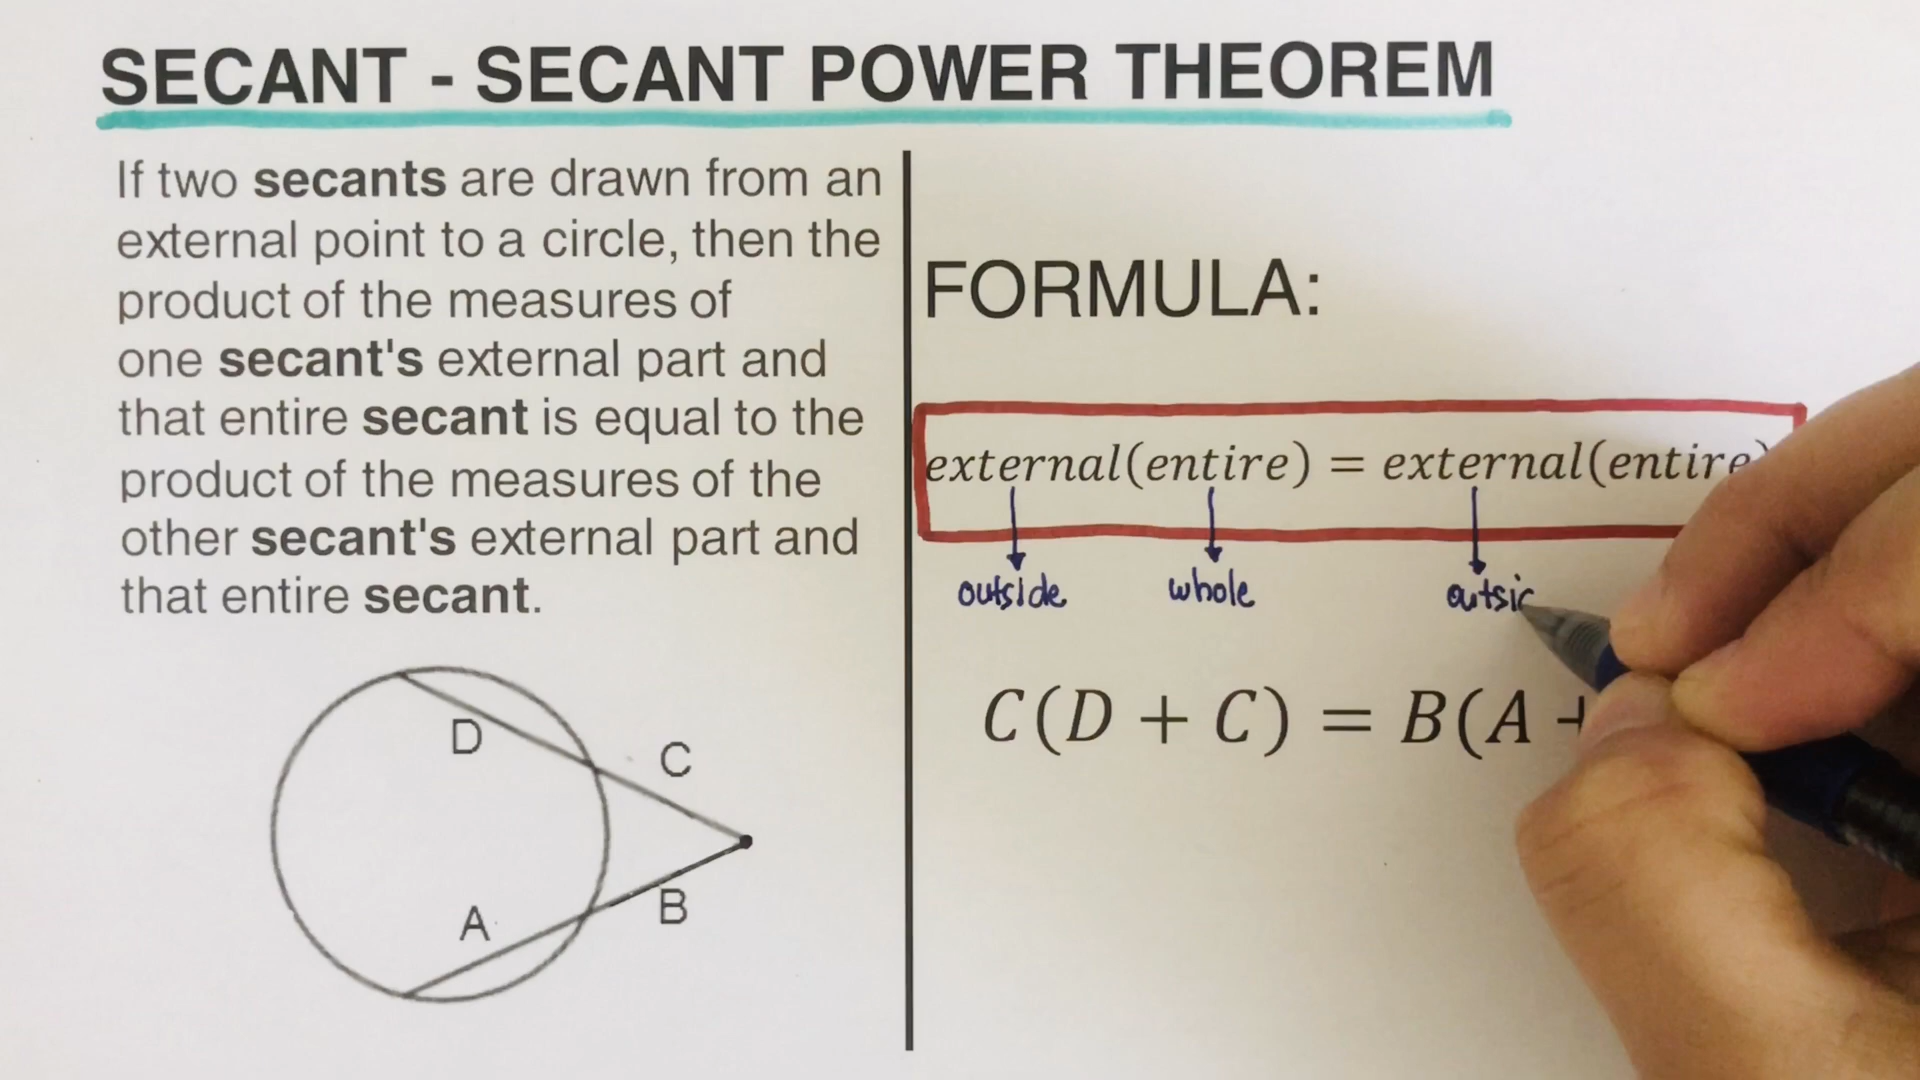 SECANT - SECANT POWER THEOREM
If two secants are drawn from an
external point to a circle, then the
product of the measures of
one secant's external part and
that entire secant is equal to the
product of the measures of the
other secant's external part and
that entire secant.
D
C
A
B
FORMULA:
external(entire) = external(entire)
outside whole outsi
C(D + C) = B(A +